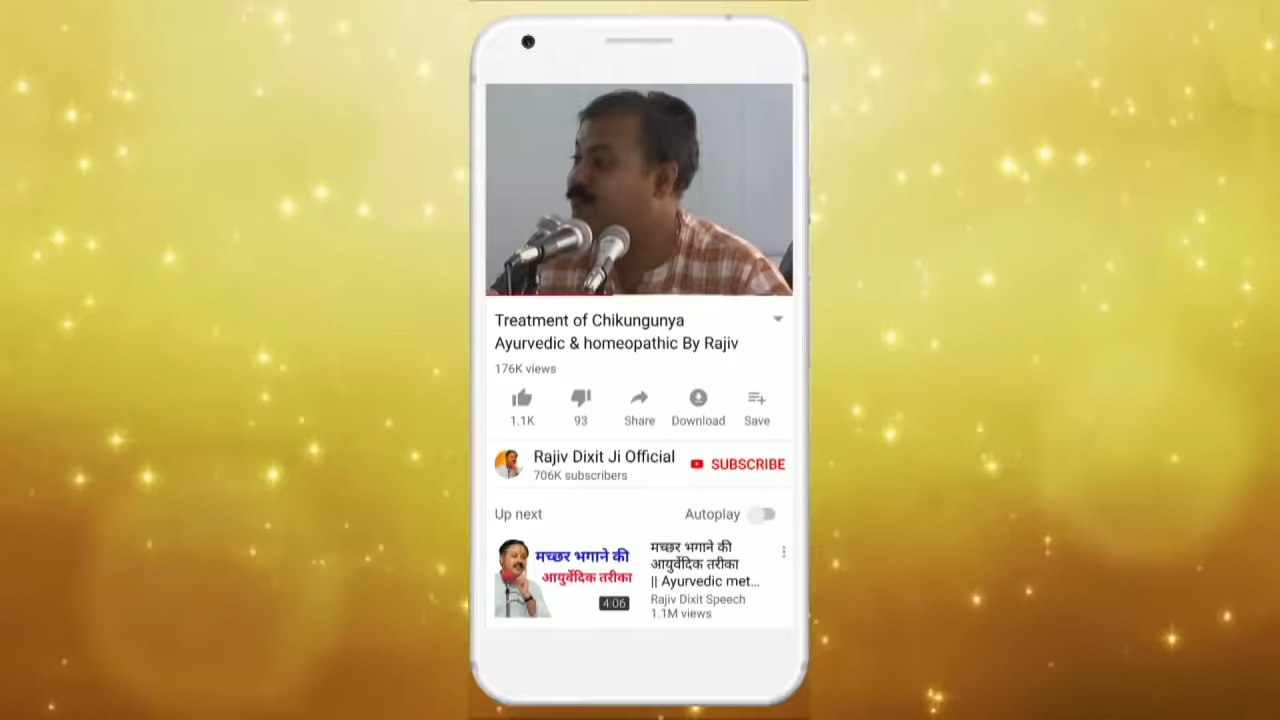 Treatment of Chikungunya
Ayurvedic & homeopathic By Rajiv
176K views
1.1K
93
Share
Download
Save
Rajiv Dixit Ji Official
706K subscribers
SUBSCRIBE
Up next
Autoplay
मच्छर भगाने की
आयुर्वेदिक तरीका
4:06
मच्छर भगाने की
आयुर्वेदिक तरीका
|| Ayurvedic met...
Rajiv Dixit Speech
1.1M views